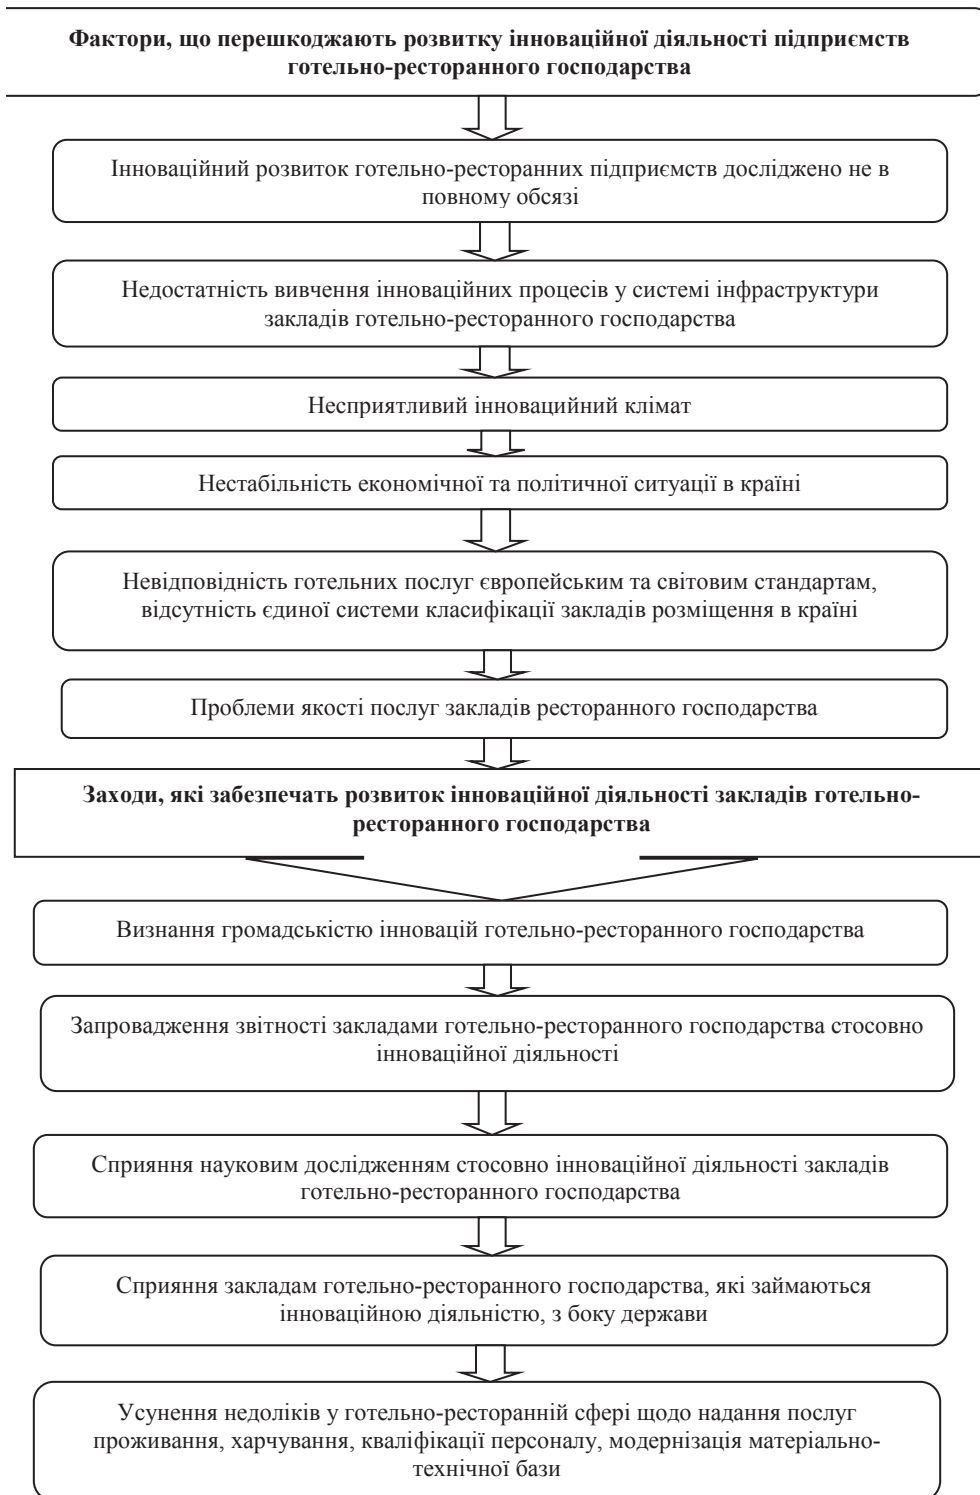 Фактори, що перешкоджають розвитку інноваційної діяльності підприємств
готельно-ресторанного господарства
Інноваційний розвиток готельно-ресторанних підприємств досліджено не в
повному обсязі
Недостатність вивчення інноваційних процесів у системі інфраструктури
закладів готельно-ресторанного господарства
Несприятливий інновацийний клімат
Нестабільність економічної та політичної ситуації в країні
Невідповідність готельних послуг європейським та світовим стандартам,
відсутність єдиної системи класифікації закладів розміщення в країні
Проблеми якості послуг закладів ресторанного господарства
Заходи, які забезпечать розвиток інноваційної діяльності закладів готельно-
ресторанного господарства
Визнання громадськістю інновацій готельно-ресторанного господарства
Запровадження звітності закладами готельно-ресторанного господарства стосовно
інноваційної діяльності
Сприяння науковим дослідженням стосовно інноваційної діяльності закладів
готельно-ресторанного господарства
Сприяння закладам готельно-ресторанного господарства, які займаються
інноваційною діяльністю, з боку держави
Усунення недоліків у готельно-ресторанній сфері щодо надання послуг
проживання, харчування, кваліфікації персоналу, модернізація матеріально-
технічної бази